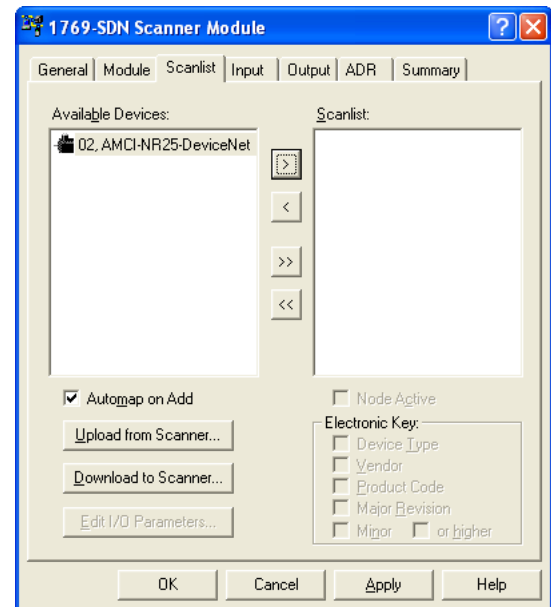 1769-SDN Scanner Module
General Module Scanlist Input Output ADR Summary
Available Devices:
Scanlist:
02, AMCI-NR25-DeviceNet
>
<
>>
<<
Automap on Add
Upload from Scanner...
Download to Scanner...
Edit I/O Parameters...
Node Active
Electronic Key:
Device Type
Vendor
Product Code
Major Revision
Minor or higher
OK Cancel Apply Help